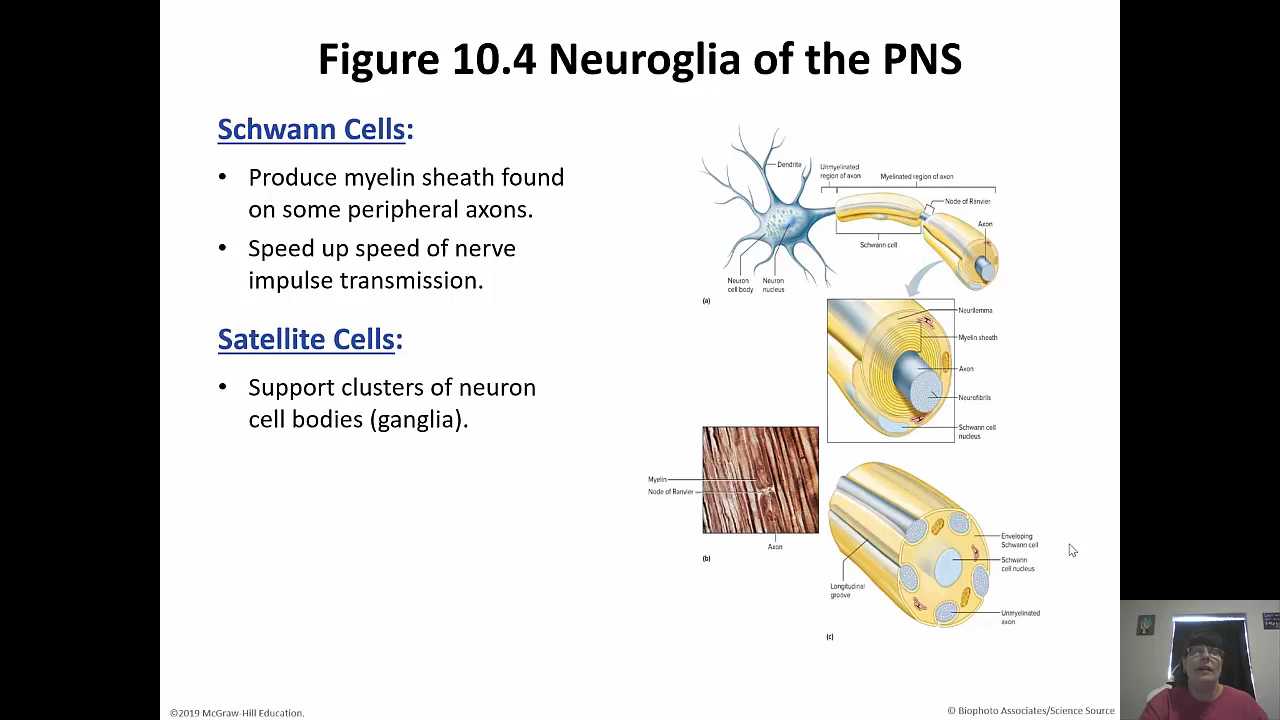 Figure 10.4 Neuroglia of the PNS
Schwann Cells:
• Produce myelin sheath found
on some peripheral axons.
• Speed up speed of nerve
impulse transmission.
Satellite Cells:
• Support clusters of neuron
cell bodies (ganglia).
Dendrite
Unmyelinated
region of axon
Myelinated region of axon
Node of Ranvier
Axon
Schwann cell
Neuron
cell body
Neuron
nucleus
(a)
Neurilemma
Myelin sheath
Axon
Neurofibrils
Schwann cell
nucleus
Myelin
Node of Ranvier
Axon
(b)
Enveloping
Schwann cell
Schwann
cell nucleus
Longitudinal
groove
Unmyelinated
axon
(c)
©2019 McGraw-Hill Education.
© Biophoto Associates/Science Source